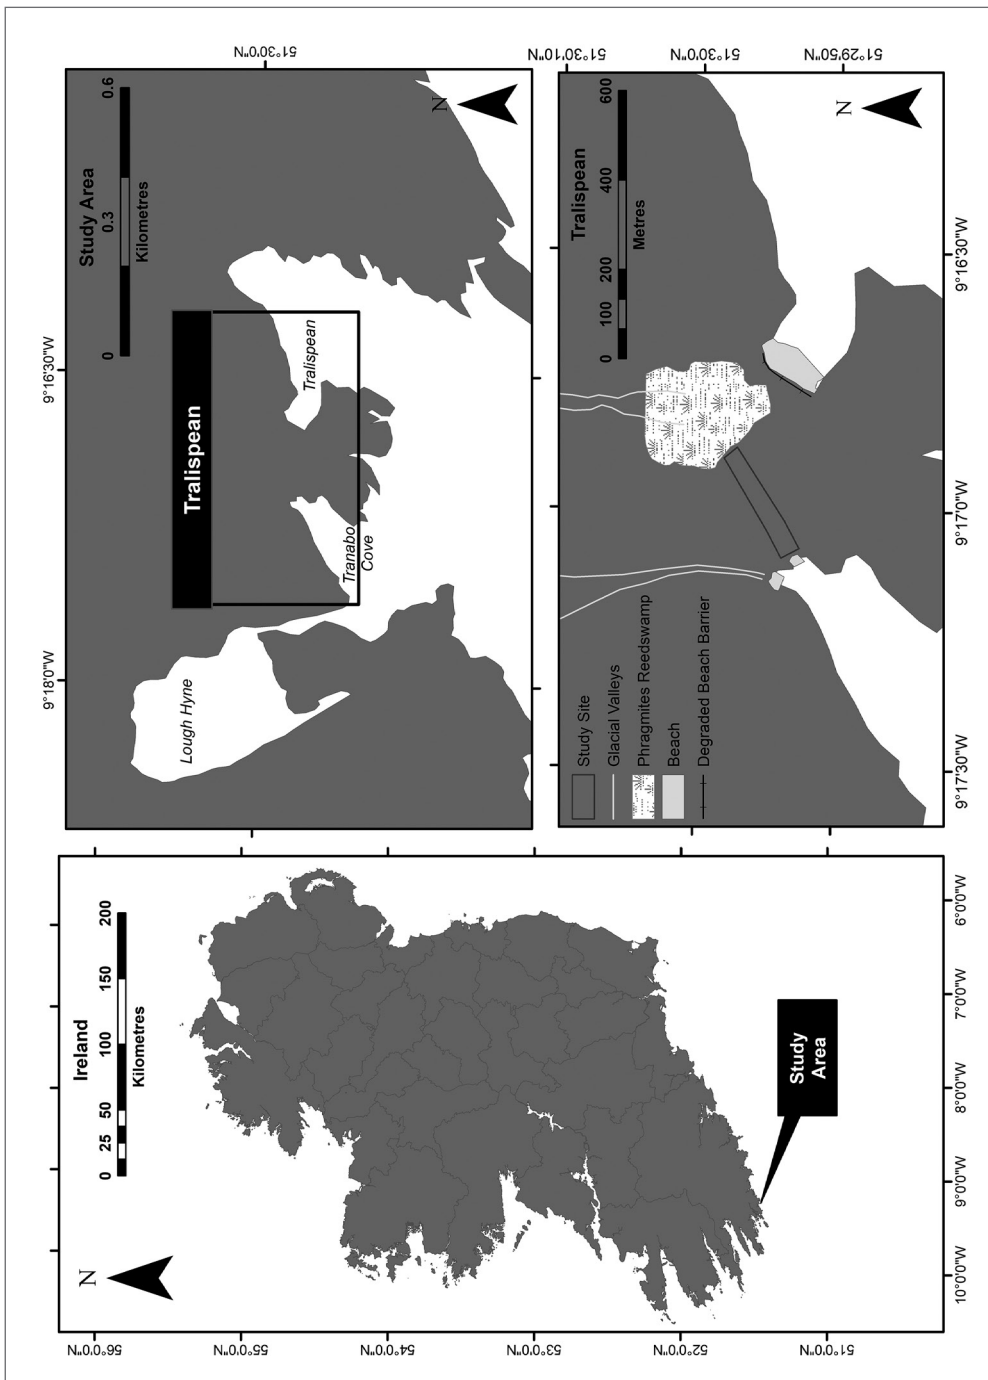 N
Ireland
0 25 50 100 150 200
Kilometres
56°0'0"N
55°0'0"N
54°0'0"N
53°0'0"N
52°0'0"N
51°0'0"N
10°0'0"W
9°0'0"W
8°0'0"W
7°0'0"W
6°0'0"W
Study
Area
9°18'0"W
9°16'30"W
51°30'0"N
Study Area
0 0.3 0.6
Kilometres
N
Tralispean
Lough Hyne
Tranabo
Cove
Tralispean
Tralispean
0 100 200 400 600
Metres
N
51°30'10"N
51°30'0"N
51°29'50"N
Study Site
Glacial Valleys
Phragmites Reedswamp
Beach
Degraded Beach Barrier
9°17'30"W
9°17'0"W
9°16'30"W